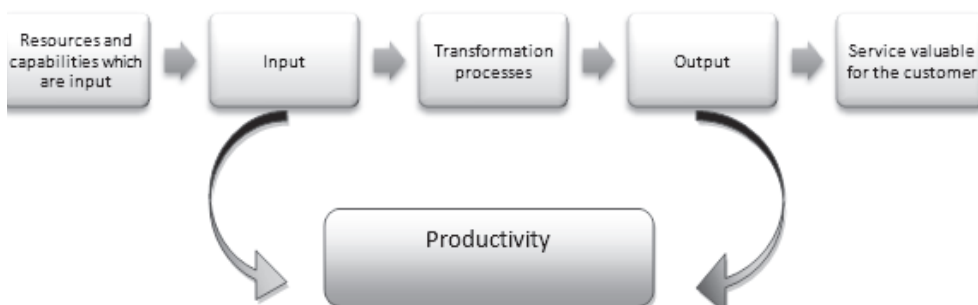 Resources and
capabilities which
are input
Input
Transformation
processes
Output
Service valuable
for the customer
Productivity